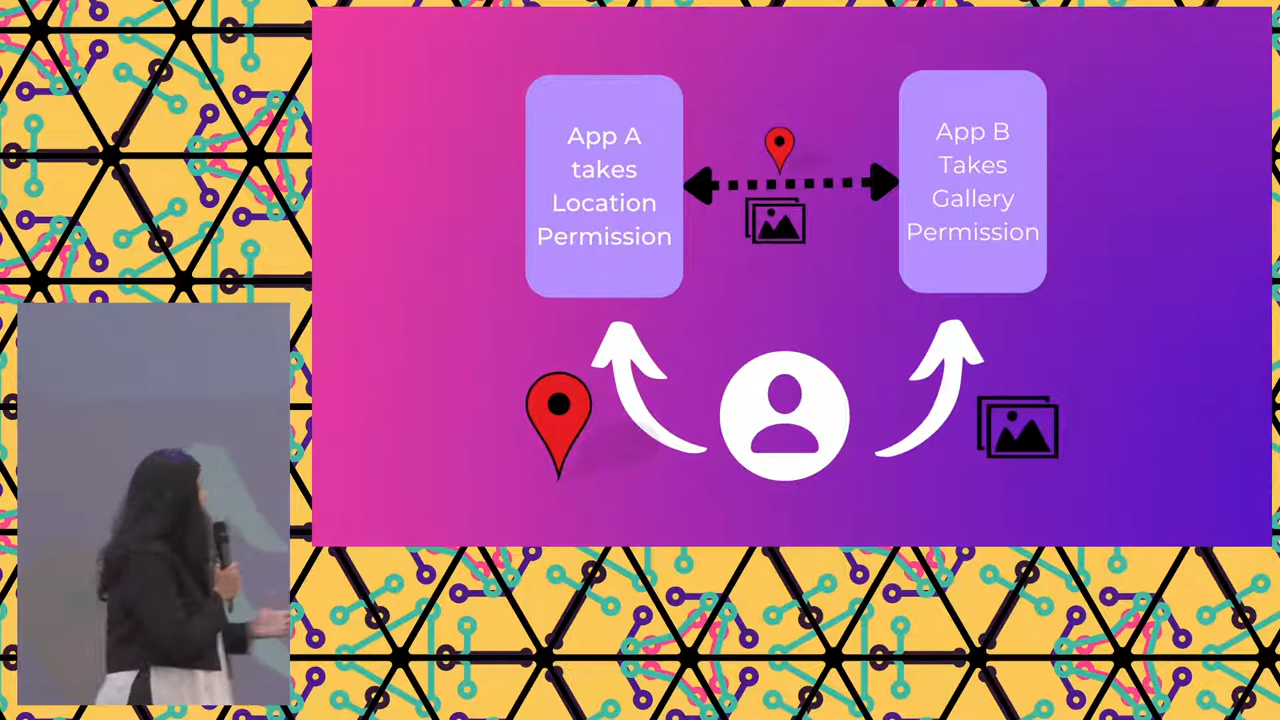 App A
takes
Location
Permission
App B
Takes
Gallery
Permission